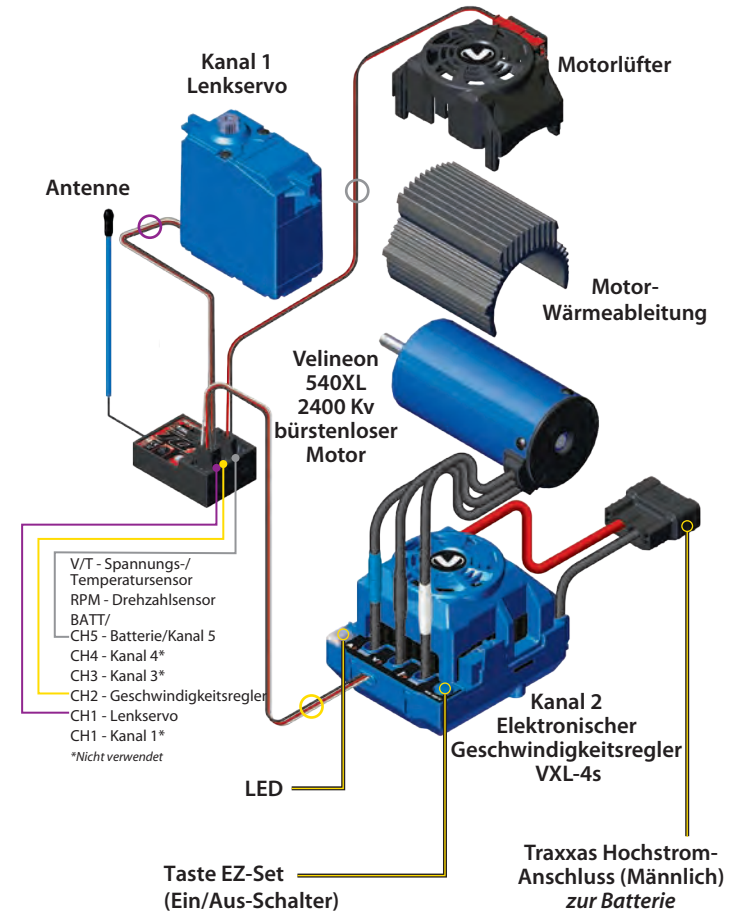 Kanal 1
Lenkservo
Motorlüfter
Antenne
Motor-
Wärmeableitung
Velineon
540XL
2400 Kv
bürstenloser
Motor
V/T - Spannungs-/
Temperatursensor
RPM - Drehzahlsensor
BATT/
CH5 - Batterie/Kanal 5
CH4 - Kanal 4*
CH3 - Kanal 3*
CH2 - Geschwindigkeitsregler
CH1 - Lenkservo
CH1 - Kanal 1*
*Nicht verwendet
Kanal 2
Elektronischer
Geschwindigkeitsregler
VXL-4s
LED
Taste EZ-Set
(Ein/Aus-Schalter)
Traxxas Hochstrom-
Anschluss (Männlich)
zur Batterie